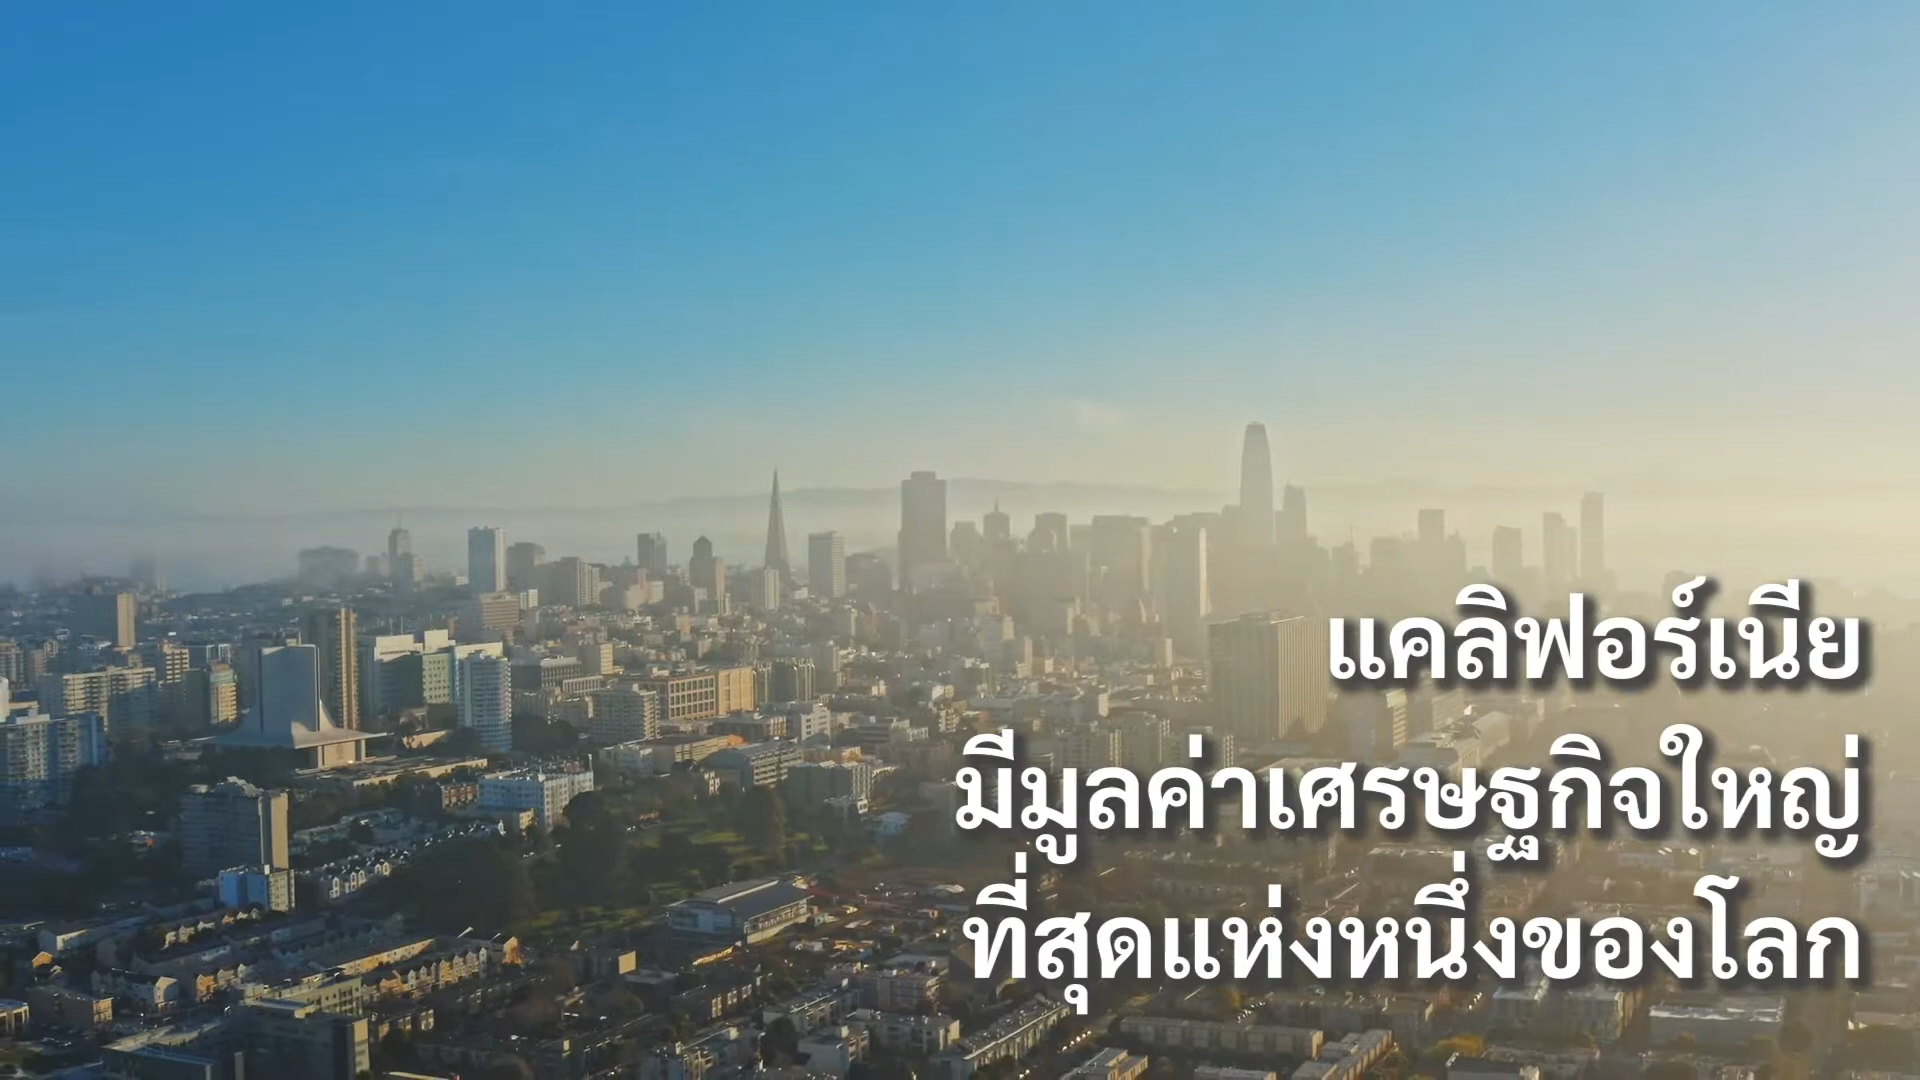 แคลิฟอร์เนีย
มีมูลค่าเศรษฐกิจใหญ่
ที่สุดแห่งหนึ่งของโลก